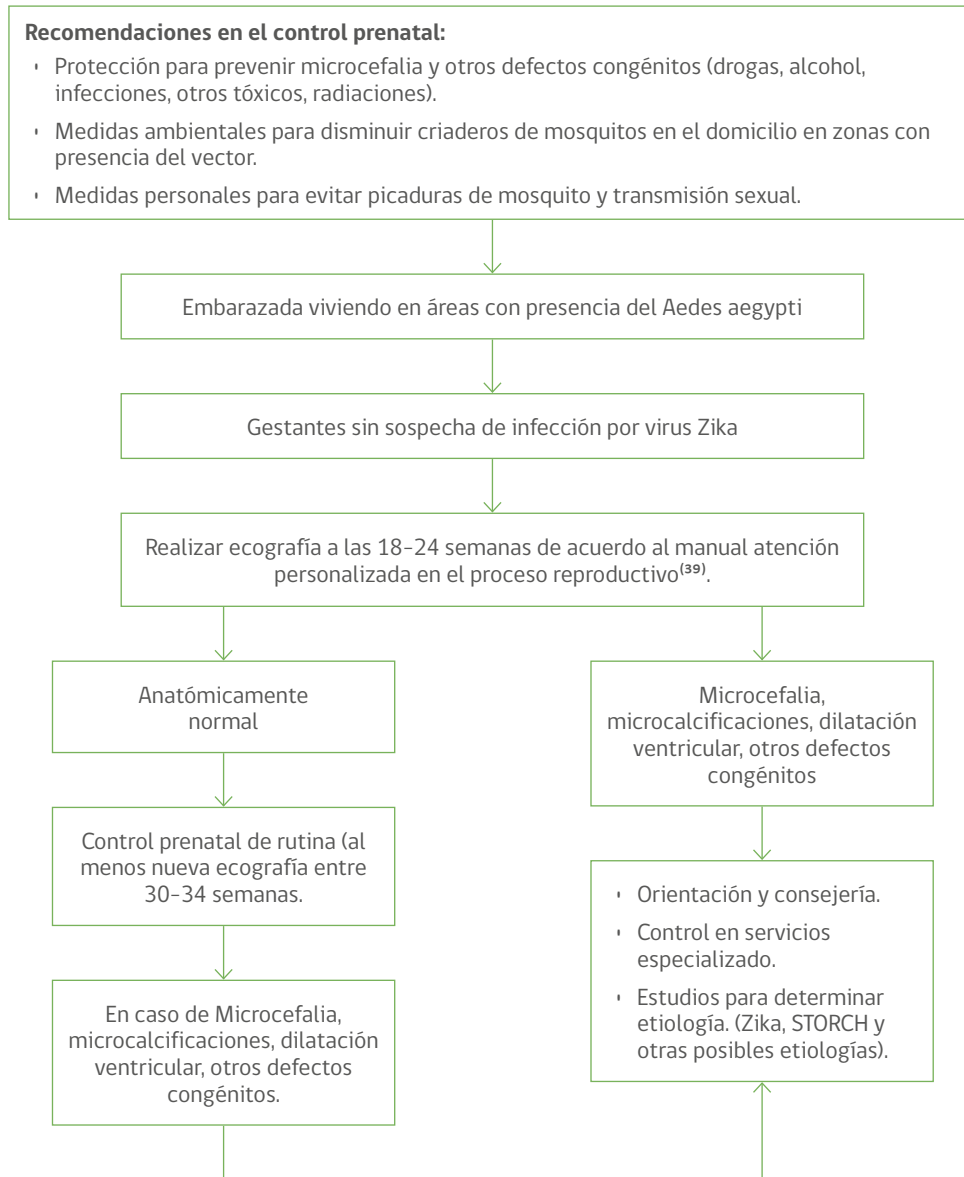 Recomendaciones en el control prenatal:
• Protección para prevenir microcefalia y otros defectos congénitos (drogas, alcohol,
infecciones, otros tóxicos, radiaciones).
• Medidas ambientales para disminuir criaderos de mosquitos en el domicilio en zonas con
presencia del vector.
• Medidas personales para evitar picaduras de mosquito y transmisión sexual.
Embarazada viviendo en áreas con presencia del Aedes aegypti
Gestantes sin sospecha de infección por virus Zika
Realizar ecografía a las 18-24 semanas de acuerdo al manual atención
personalizada en el proceso reproductivo(39).
Anatómicamente
normal
Control prenatal de rutina (al
menos nueva ecografía entre
30-34 semanas.
En caso de Microcefalia,
microcalcificaciones, dilatación
ventricular, otros defectos
congénitos.
Microcefalia,
microcalcificaciones, dilatación
ventricular, otros defectos
congénitos
• Orientación y consejería.
• Control en servicios
especializado.
• Estudios para determinar
etiología. (Zika, STORCH y
otras posibles etiologías).